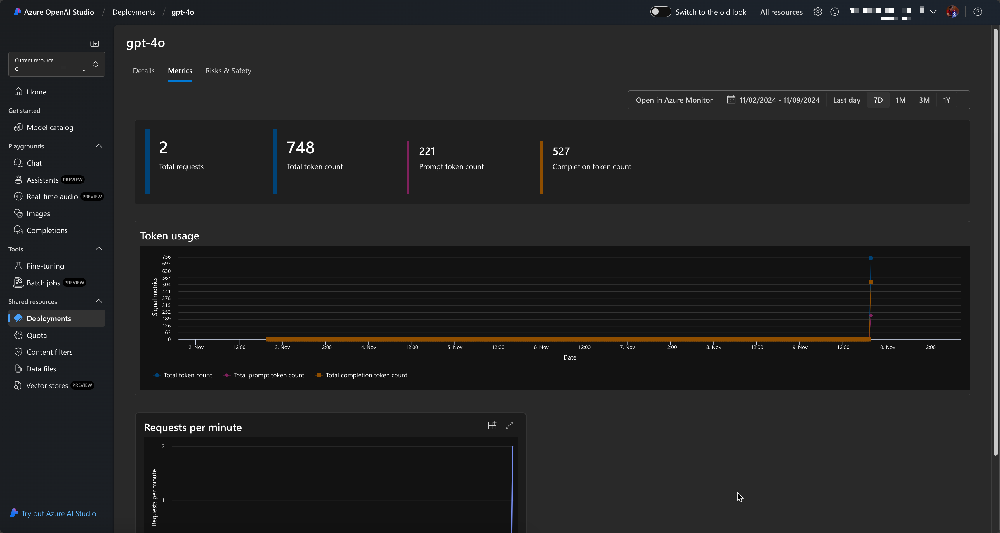 Azure OpenAI Studio / Deployments / gpt-4o
Switch to the old look
All resources
Current resource
Home
Get started
Model catalog
Playgrounds
Chat
Assistants PREVIEW
Real-time audio PREVIEW
Images
Completions
Tools
Fine-tuning
Batch jobs PREVIEW
Shared resources
Deployments
Quota
Content filters
Data files
Vector stores PREVIEW
Try out Azure AI Studio
gpt-4o
Details Metrics Risks & Safety
Open in Azure Monitor 11/02/2024 - 11/09/2024 Last day 7D 1M 3M 1Y
2
Total requests
748
Total token count
221
Prompt token count
527
Completion token count
Token usage
Signal metrics
756
693
630
567
504
441
378
315
252
189
126
63
0
2. Nov 12:00 3. Nov 12:00 4. Nov 12:00 5. Nov 12:00 6. Nov 12:00 7. Nov 12:00 8. Nov 12:00 9. Nov 12:00 10. Nov 12:00
Date
Total token count Total prompt token count Total completion token count
Requests per minute
Requests per minute
2
1